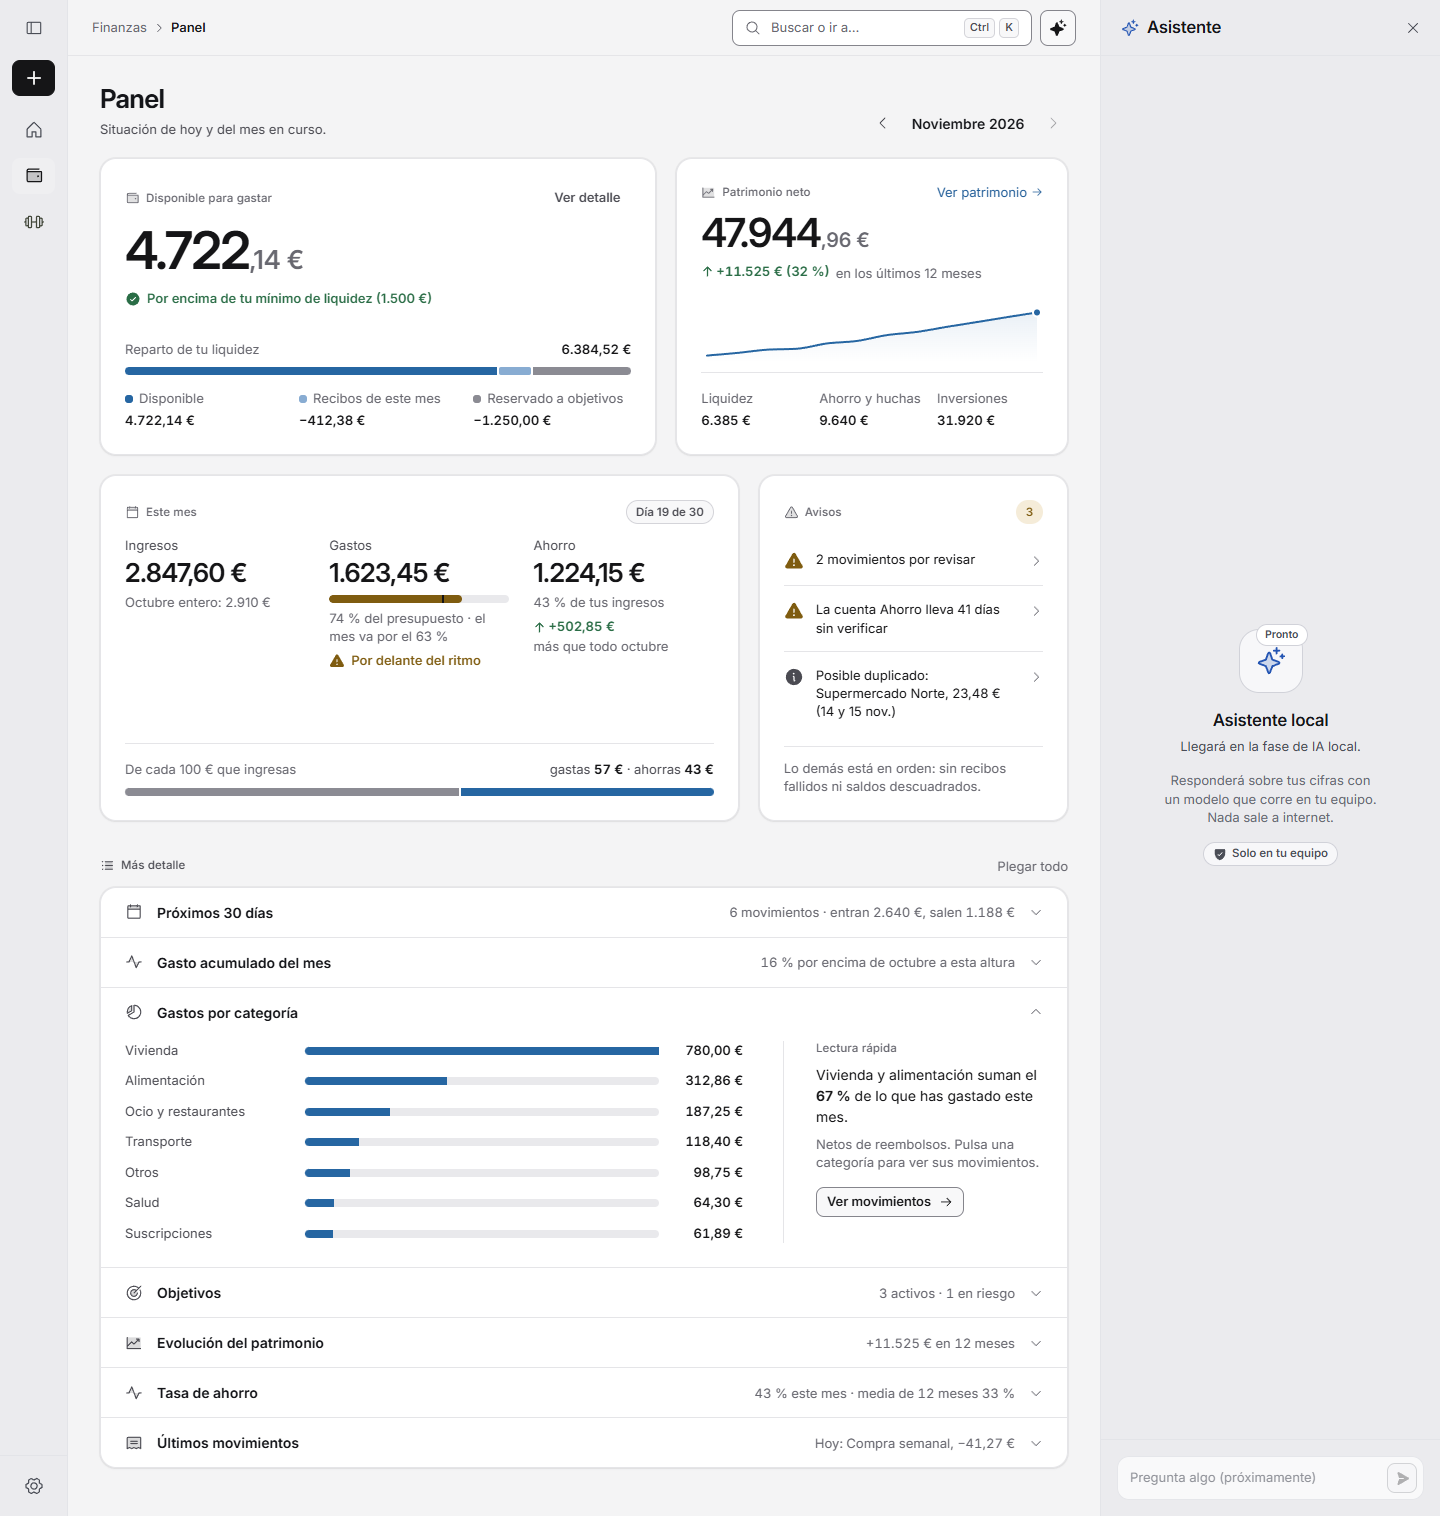 Finanzas > Panel
Buscar o ir a...
Ctrl K
Asistente
Panel
Situación de hoy y del mes en curso.
Noviembre 2026
Disponible para gastar
Ver detalle
4.722,14 €
Por encima de tu mínimo de liquidez (1.500 €)
Reparto de tu liquidez
6.384,52 €
Disponible
Recibos de este mes
Reservado a objetivos
4.722,14 €
−412,38 €
−1.250,00 €
Patrimonio neto
Ver patrimonio →
47.944,96 €
↑ +11.525 € (32 %) en los últimos 12 meses
Liquidez
Ahorro y huchas
Inversiones
6.385 €
9.640 €
31.920 €
Este mes
Día 19 de 30
Ingresos
2.847,60 €
Octubre entero: 2.910 €
Gastos
1.623,45 €
74 % del presupuesto · el
mes va por el 63 %
Por delante del ritmo
Ahorro
1.224,15 €
43 % de tus ingresos
↑ +502,85 €
más que todo octubre
De cada 100 € que ingresas
gastas 57 € · ahorras 43 €
Avisos
3
2 movimientos por revisar
La cuenta Ahorro lleva 41 días
sin verificar
Posible duplicado:
Supermercado Norte, 23,48 €
(14 y 15 nov.)
Lo demás está en orden: sin recibos
fallidos ni saldos descuadrados.
Más detalle
Plegar todo
Próximos 30 días
6 movimientos · entran 2.640 €, salen 1.188 €
Gasto acumulado del mes
16 % por encima de octubre a esta altura
Gastos por categoría
Vivienda
780,00 €
Alimentación
312,86 €
Ocio y restaurantes
187,25 €
Transporte
118,40 €
Otros
98,75 €
Salud
64,30 €
Suscripciones
61,89 €
Lectura rápida
Vivienda y alimentación suman el
67 % de lo que has gastado este
mes.
Netos de reembolsos. Pulsa una
categoría para ver sus movimientos.
Ver movimientos →
Objetivos
3 activos · 1 en riesgo
Evolución del patrimonio
+11.525 € en 12 meses
Tasa de ahorro
43 % este mes · media de 12 meses 33 %
Últimos movimientos
Hoy: Compra semanal, −41,27 €
Pronto
Asistente local
Llegará en la fase de IA local.
Responderá sobre tus cifras con
un modelo que corre en tu equipo.
Nada sale a internet.
Solo en tu equipo
Pregunta algo (próximamente)